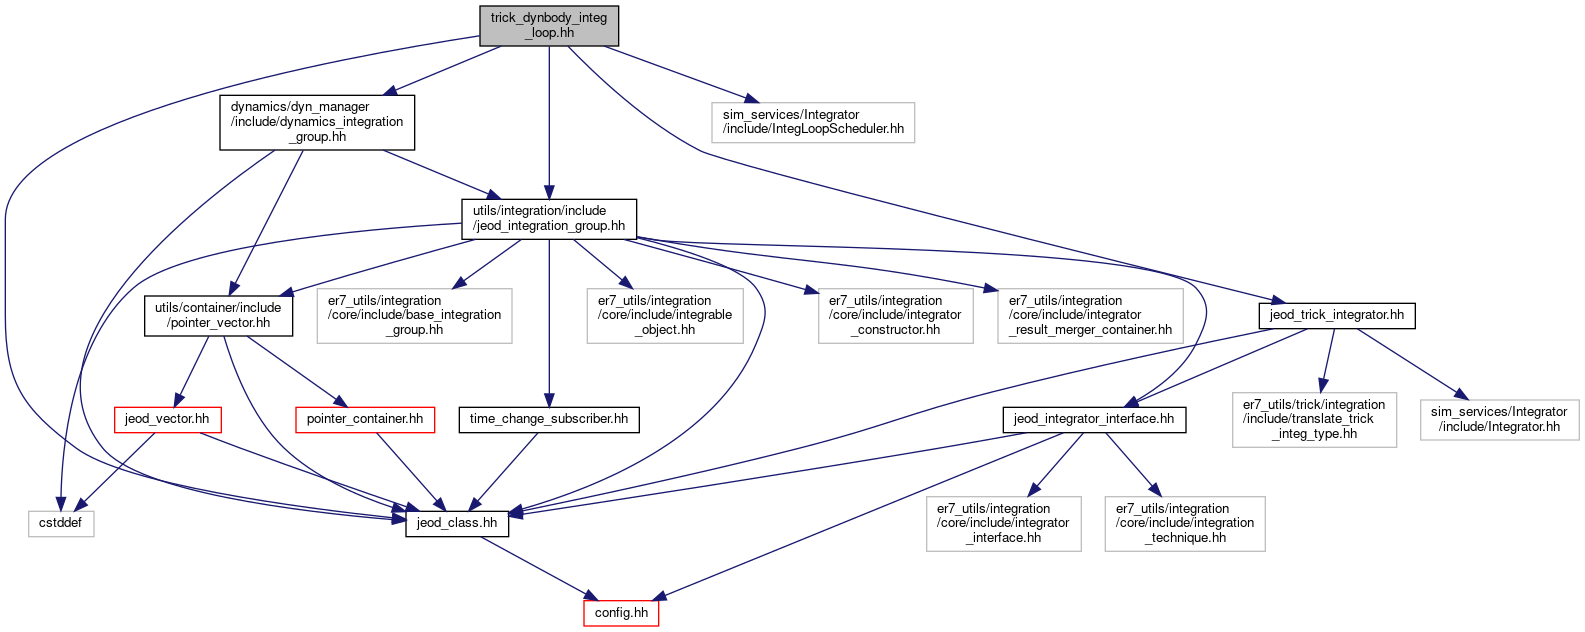 trick_dynbody_integ
_loop.hh
dynamics/dyn_manager
/include/dynamics_integration
_group.hh
sim_services/Integrator
/include/IntegLoopScheduler.hh
utils/integration/include
/jeod_integration_group.hh
utils/container/include
/pointer_vector.hh
er7_utils/integration
/core/include/base_integration
_group.hh
er7_utils/integration
/core/include/integrable
_object.hh
er7_utils/integration
/core/include/integrator
_constructor.hh
er7_utils/integration
/core/include/integrator
_result_merger_container.hh
jeod_trick_integrator.hh
jeod_vector.hh
pointer_container.hh
time_change_subscriber.hh
jeod_integrator_interface.hh
er7_utils/trick/integration
/include/translate_trick
_integ_type.hh
sim_services/Integrator
/include/Integrator.hh
cstddef
jeod_class.hh
er7_utils/integration
/core/include/integrator
_interface.hh
er7_utils/integration
/core/include/integration
_technique.hh
config.hh